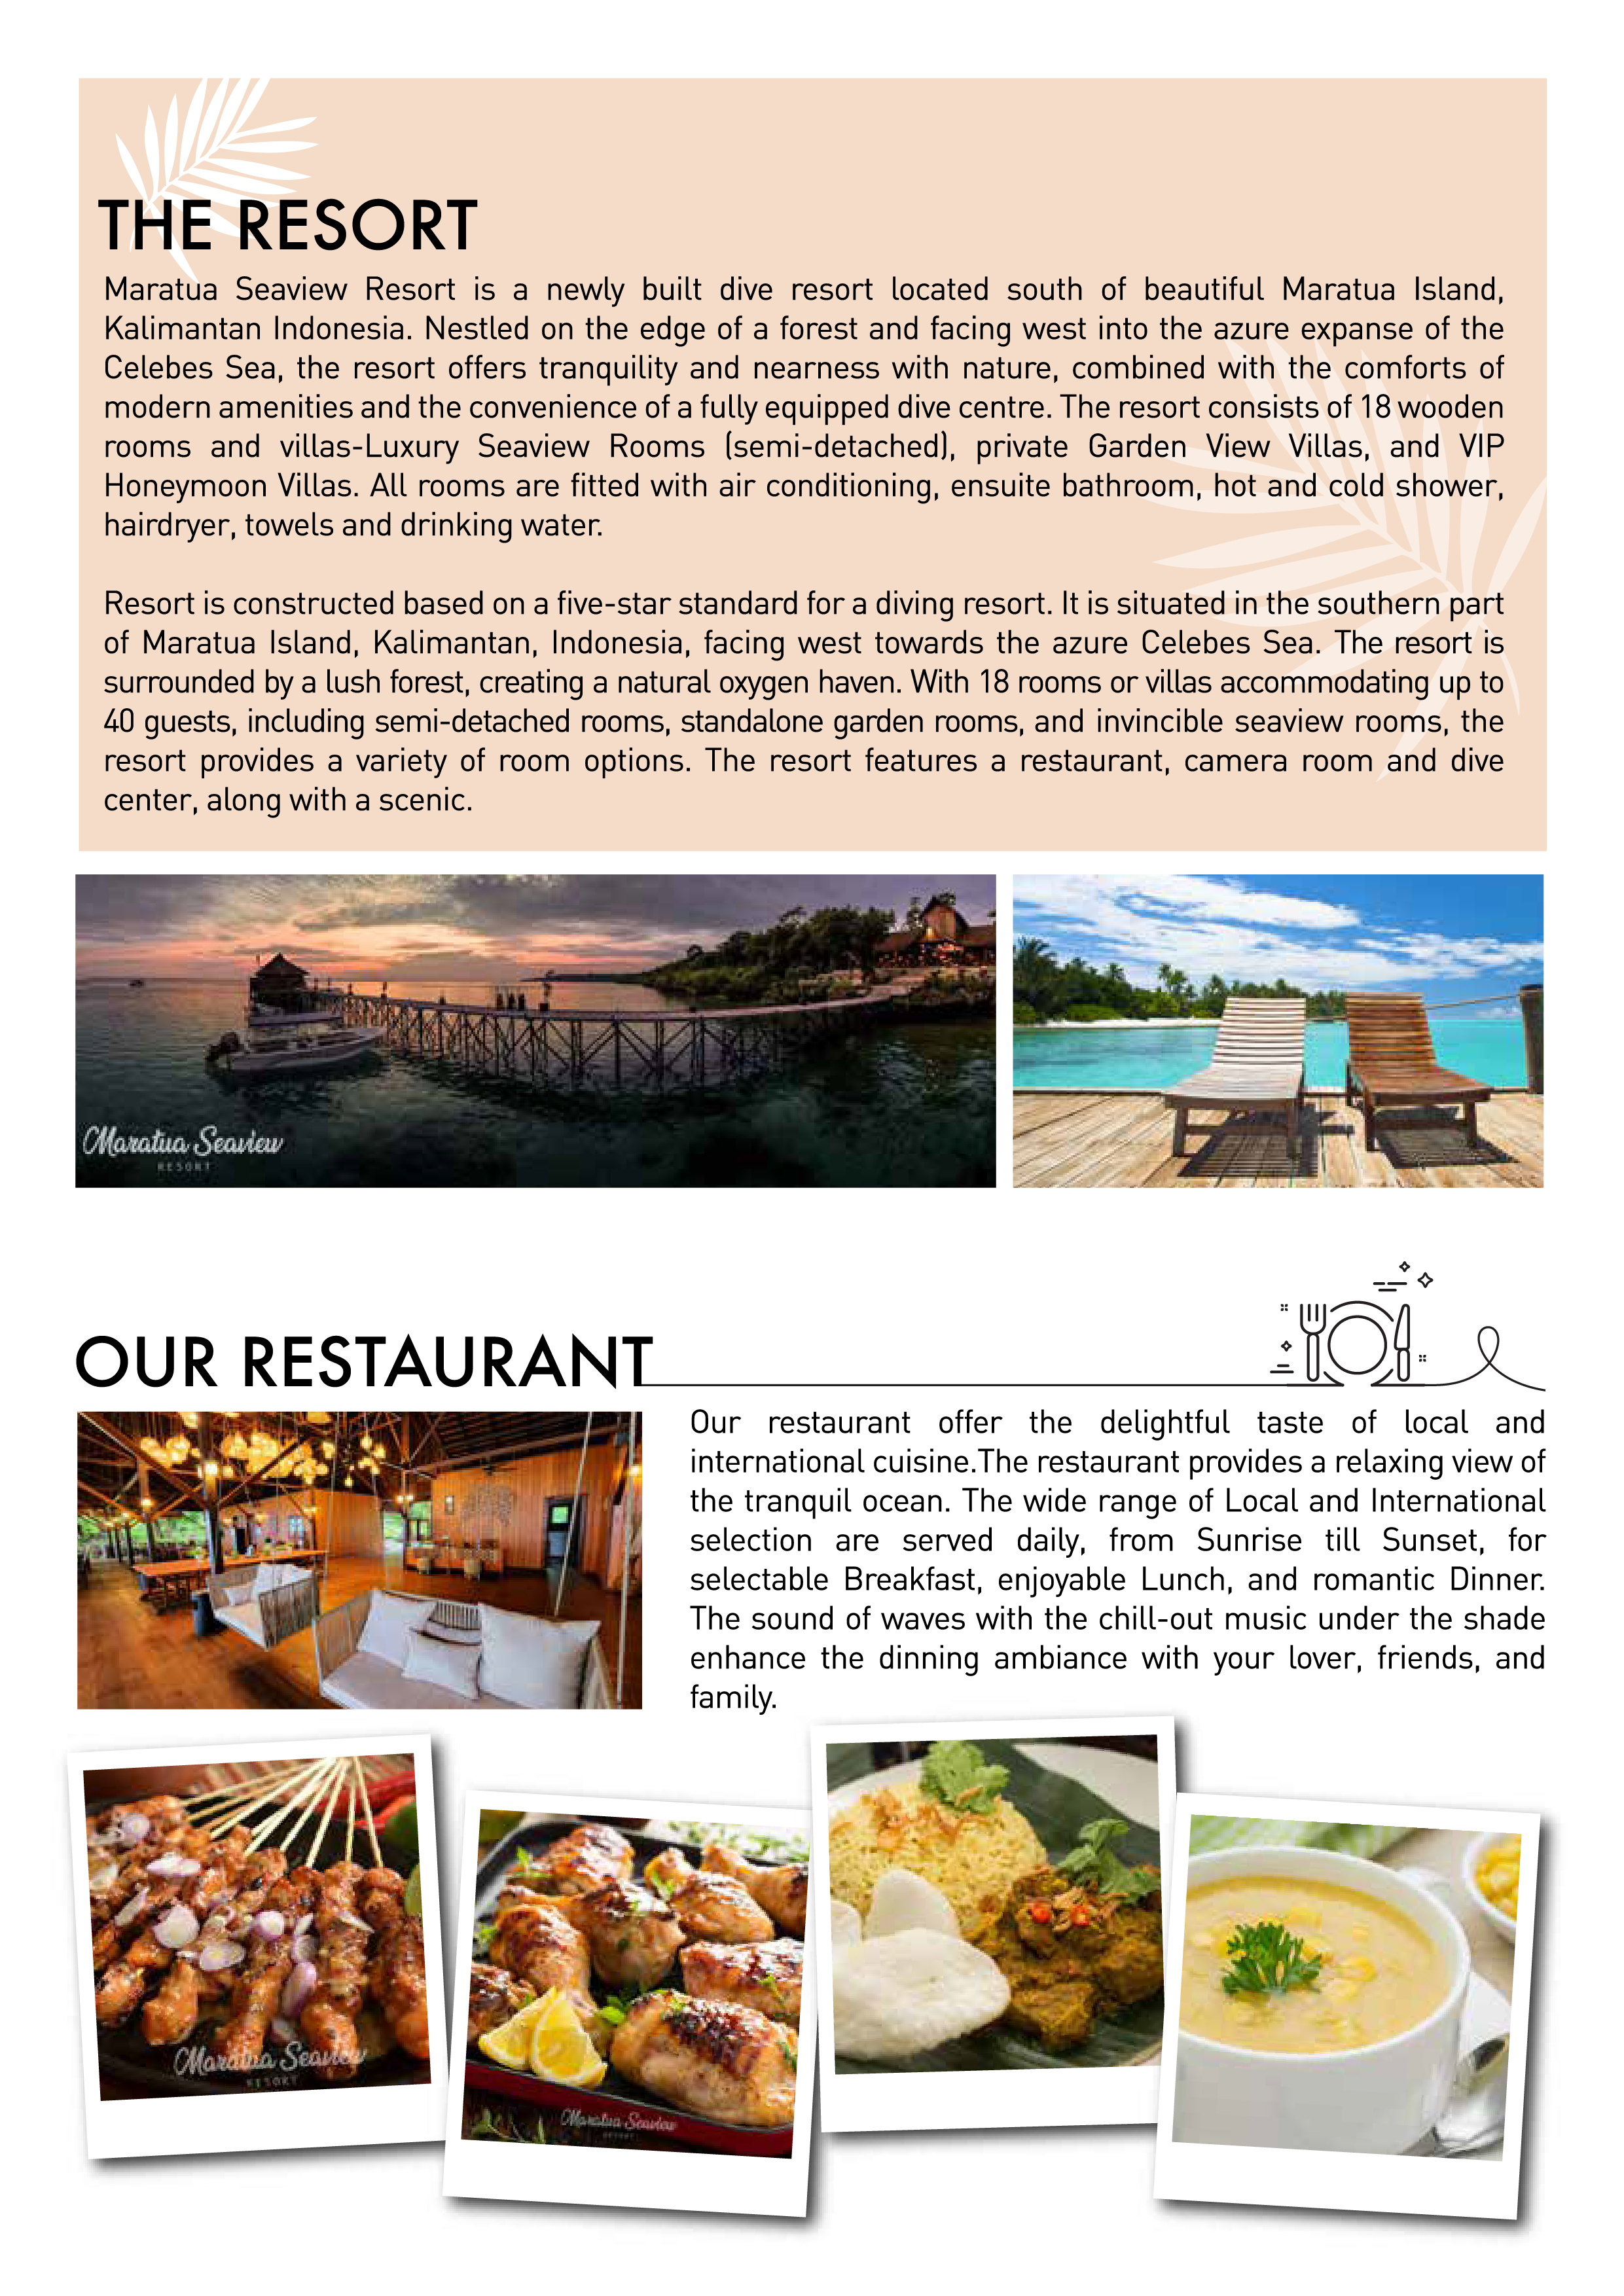 THE RESORT
Maratua Seaview Resort is a newly built dive resort located south of beautiful Maratua Island,
Kalimantan Indonesia. Nestled on the edge of a forest and facing west into the azure expanse of the
Celebes Sea, the resort offers tranquility and nearness with nature, combined with the comforts of
modern amenities and the convenience of a fully equipped dive centre. The resort consists of 18 wooden
rooms and villas-Luxury Seaview Rooms (semi-detached), private Garden View Villas, and VIP
Honeymoon Villas. All rooms are fitted with air conditioning, ensuite bathroom, hot and cold shower,
hairdryer, towels and drinking water.
Resort is constructed based on a five-star standard for a diving resort. It is situated in the southern part
of Maratua Island, Kalimantan, Indonesia, facing west towards the azure Celebes Sea. The resort is
surrounded by a lush forest, creating a natural oxygen haven. With 18 rooms or villas accommodating up to
40 guests, including semi-detached rooms, standalone garden rooms, and invincible seaview rooms, the
resort provides a variety of room options. The resort features a restaurant, camera room and dive
center, along with a scenic.
Maratua Seaview
RESORT
OUR RESTAURANT
Our restaurant offer the delightful taste of local and
international cuisine.The restaurant provides a relaxing view of
the tranquil ocean. The wide range of Local and International
selection are served daily, from Sunrise till Sunset, for
selectable Breakfast, enjoyable Lunch, and romantic Dinner.
The sound of waves with the chill-out music under the shade
enhance the dinning ambiance with your lover, friends, and
family.
Maratua Seaview
RESORT
Maratua Seaview
RESORT